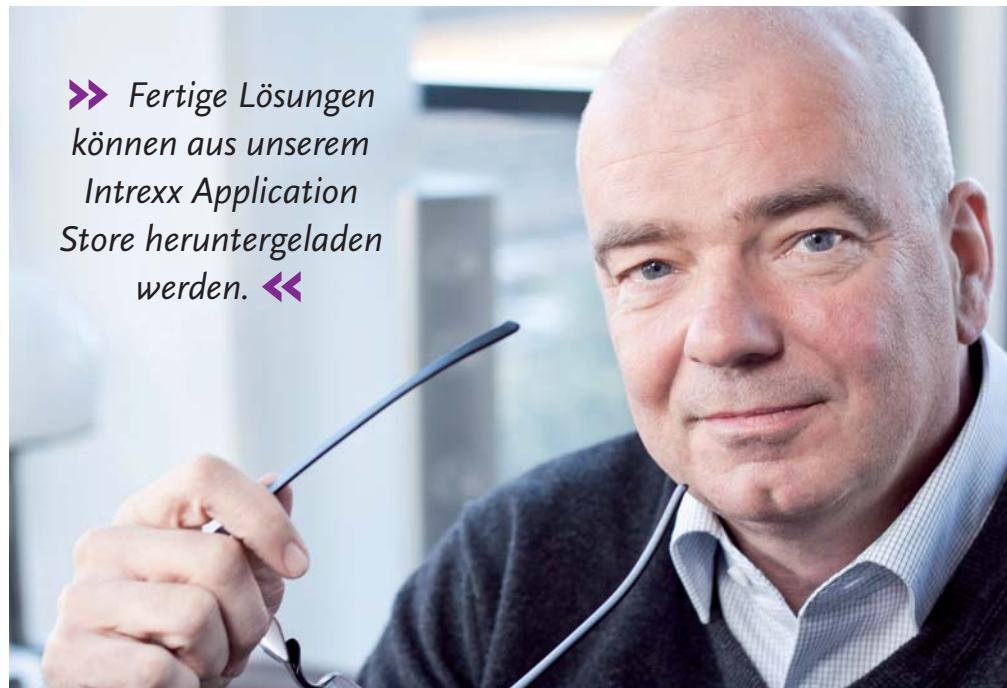 » Fertige Lösungen
können aus unserem
Intrexx Application
Store heruntergeladen
werden. «